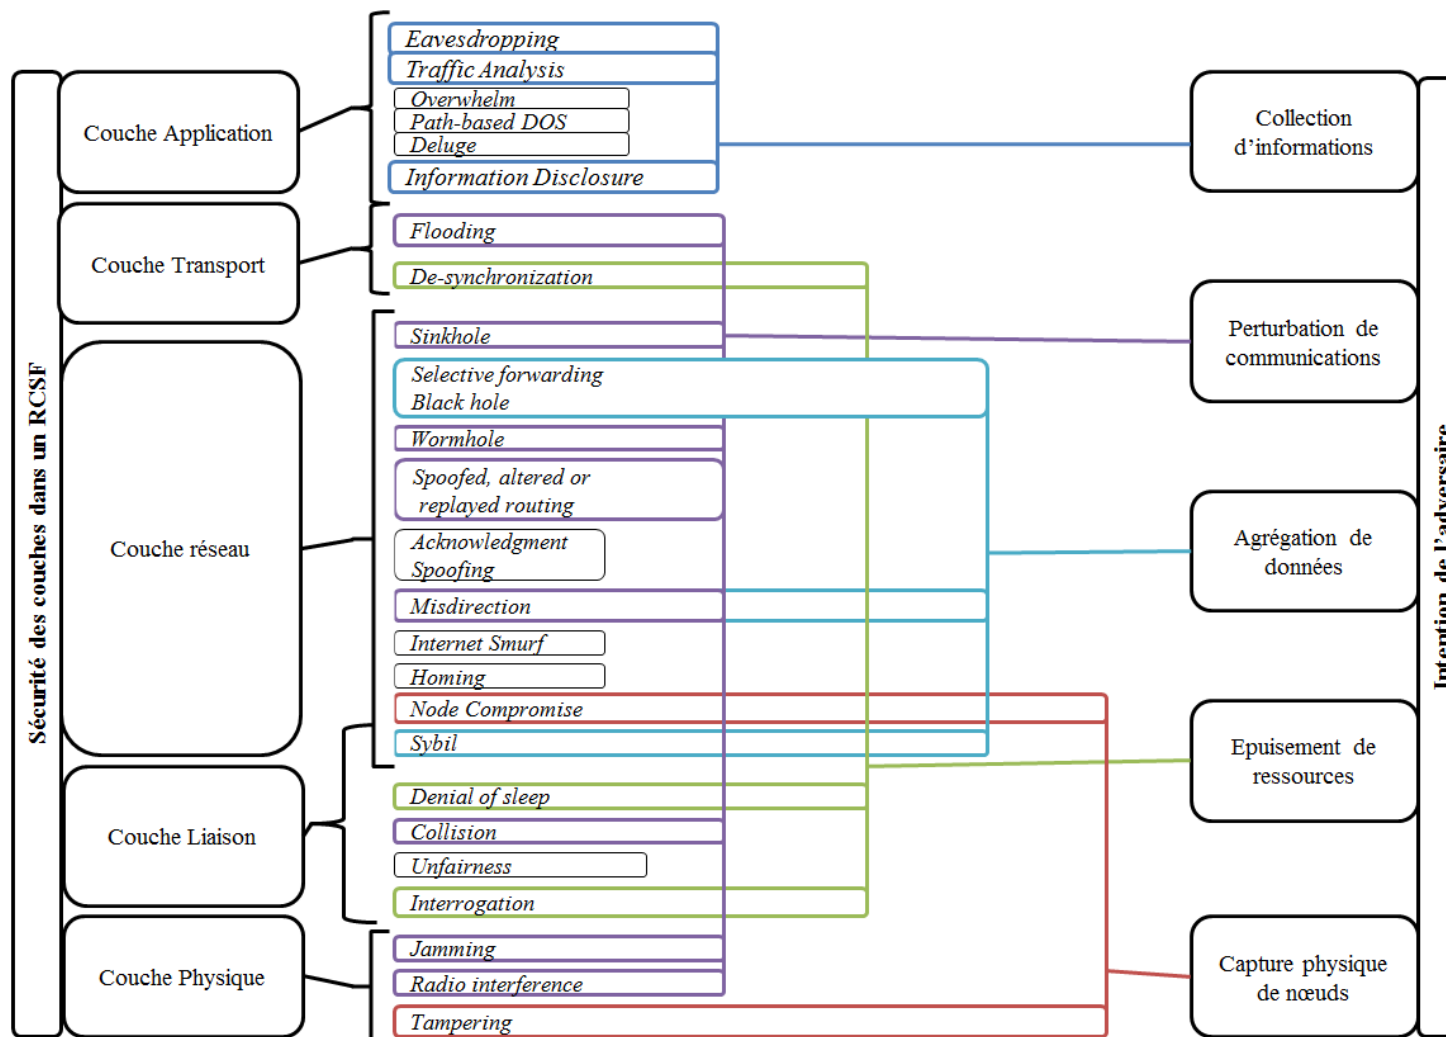 Sécurité des couches dans un RCSF
Couche Application
Couche Transport
Couche réseau
Couche Liaison
Couche Physique
Eavesdropping
Traffic Analysis
Overwhelm
Path-based DOS
Deluge
Information Disclosure
Flooding
De-synchronization
Sinkhole
Selective forwarding
Black hole
Wormhole
Spoofed, altered or
replayed routing
Acknowledgment
Spoofing
Misdirection
Internet Smurf
Homing
Node Compromise
Sybil
Denial of sleep
Collision
Unfairness
Interrogation
Jamming
Radio interference
Tampering
Collection
d’informations
Perturbation de
communications
Agrégation de
données
Epuisement de
ressources
Capture physique
de nœuds
Intention de l’adversaire